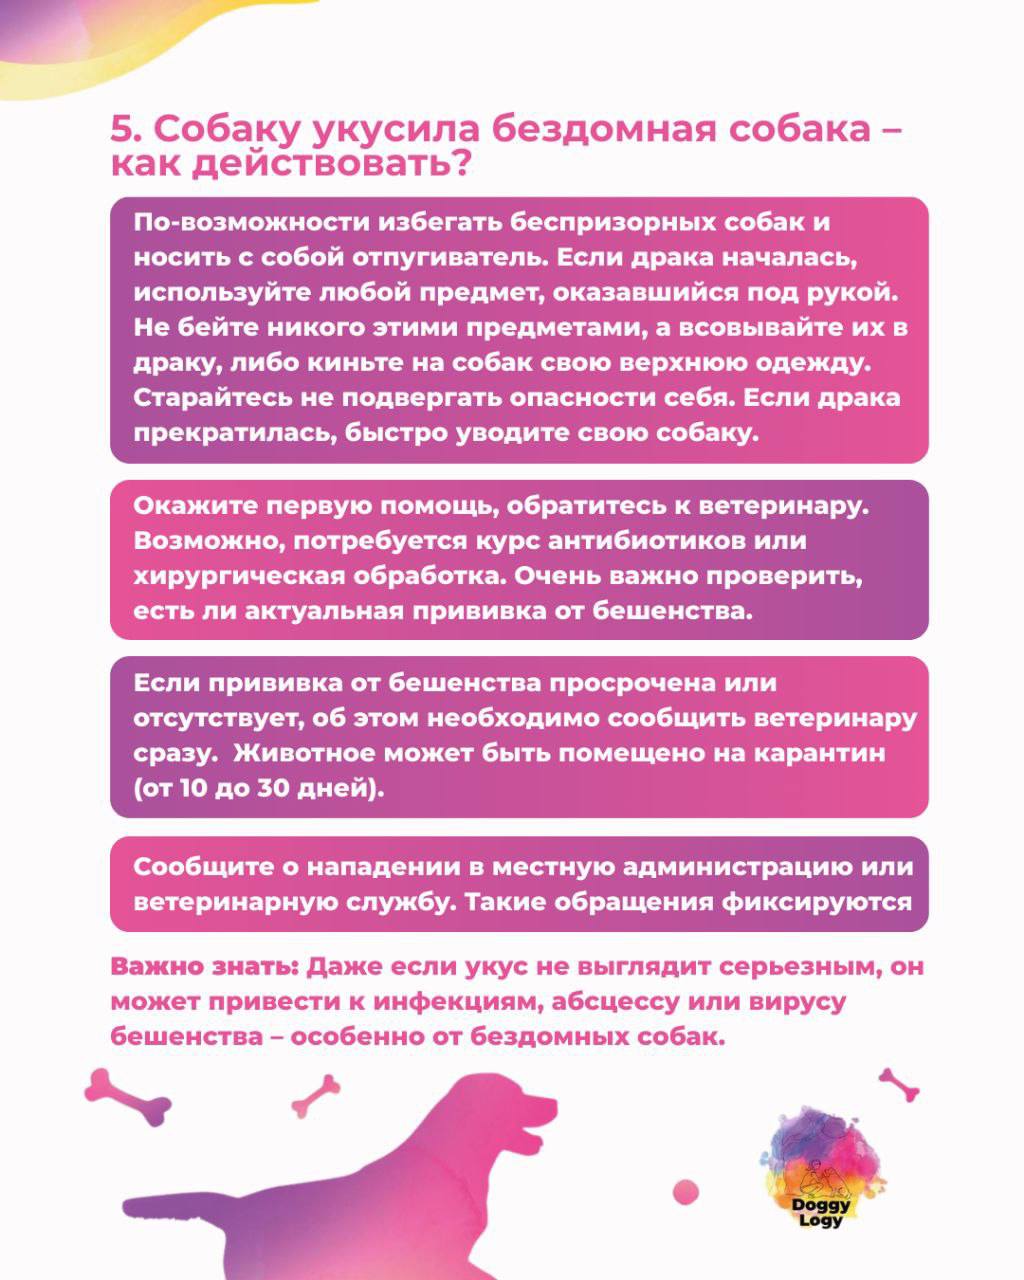 5. Собаку укусила бездомная собака –
как действовать?
По-возможности избегать беспризорных собак и
носить с собой отпугиватель. Если драка началась,
используйте любой предмет, оказавшийся под рукой.
Не бейте никого этими предметами, а всовывайте их в
драку, либо киньте на собак свою верхнюю одежду.
Старайтесь не подвергать опасности себя. Если драка
прекратилась, быстро уводите свою собаку.
Окажите первую помощь, обратитесь к ветеринару.
Возможно, потребуется курс антибиотиков или
хирургическая обработка. Очень важно проверить,
есть ли актуальная прививка от бешенства.
Если прививка от бешенства просрочена или
отсутствует, об этом необходимо сообщить ветеринару
сразу.  Животное может быть помещено на карантин
(от 10 до 30 дней).
Сообщите о нападении в местную администрацию или
ветеринарную службу. Такие обращения фиксируются
Важно знать: Даже если укус не выглядит серьезным, он
может привести к инфекциям, абсцессу или вирусу
бешенства – особенно от бездомных собак.
Doggy
Logy